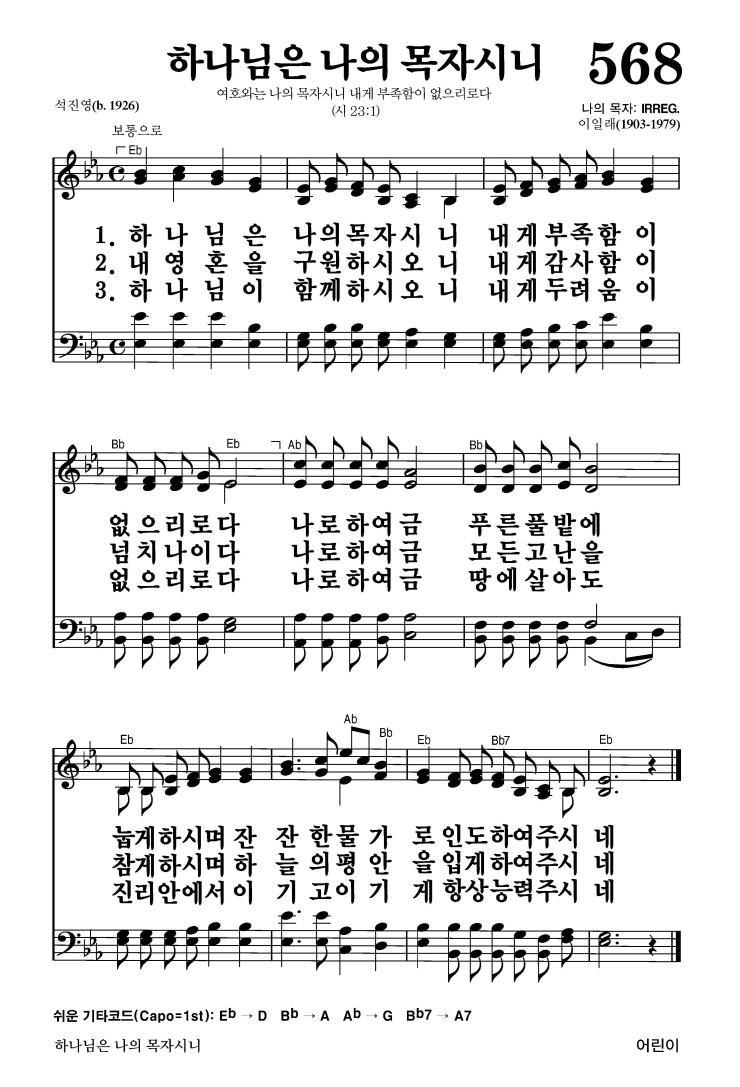 하나님은 나의 목자시니 568
여호와는 나의 목자시니 내게 부족함이 없으리로다
(시 23:1)
석진영(b. 1926)
나의 목자: IRREG.
이일래(1903-1979)
보통으로
Eb
1. 하 나 님 은 나의목자시 니 내게부족함 이
2. 내 영 혼 을 구원하시오 니 내게감사함 이
3. 하 나 님 이 함께하시오 니 내게두려움 이
Bb Eb Ab Bb
없으리로다 나로하여금 푸른풀밭에
넘치나이다 나로하여금 모든고난을
없으리로다 나로하여금 땅에살아도
Eb Ab Bb Eb Bb7 Eb
눕게하시며 잔 잔 한물 가 로인도하여주시 네
참게하시며 하 늘 의평 안 을입게하여주시 네
진리안에서 이 기 고이 기 게항상능력주시 네
쉬운 기타코드(Capo=1st): Eb → D Bb → A Ab → G Bb7 → A7
하나님은 나의 목자시니 어린이